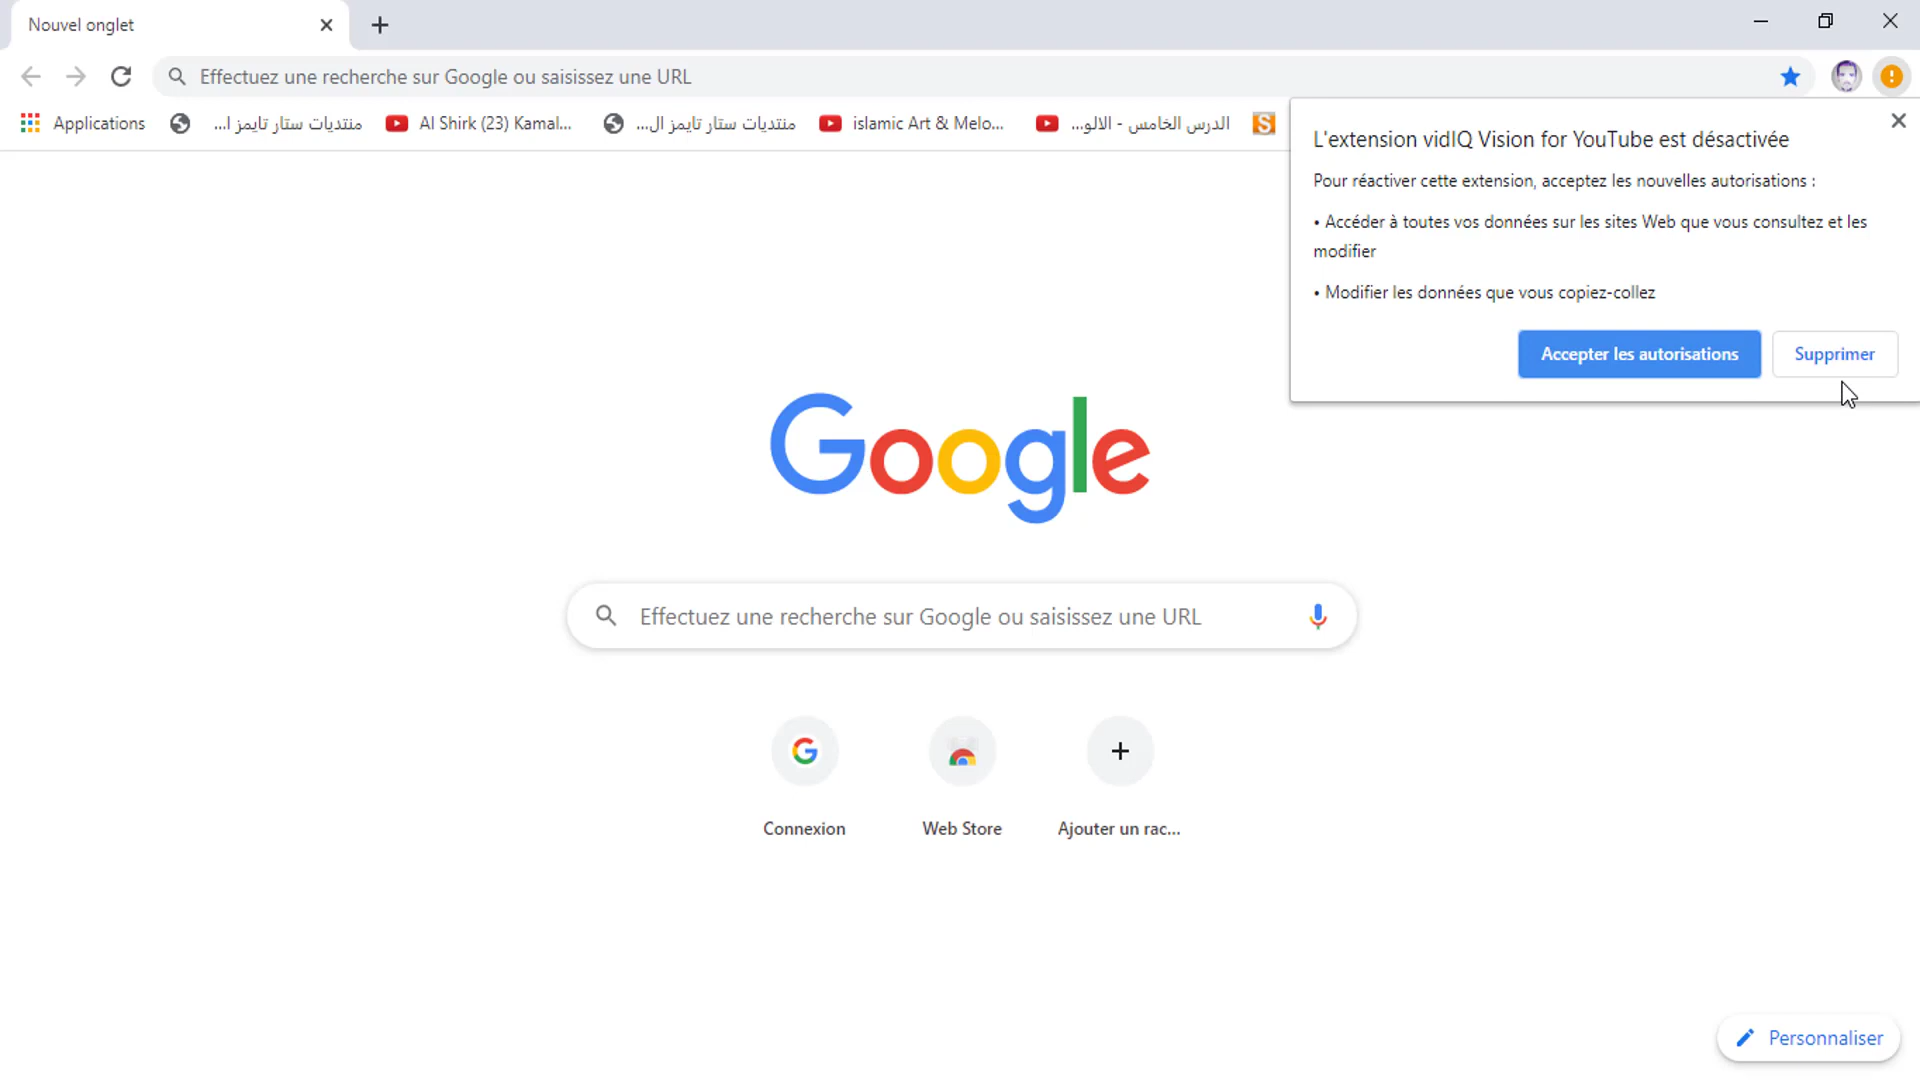 Nouvel onglet
Effectuez une recherche sur Google ou saisissez une URL
Applications
منتديات ستار تايمز ا...
Al Shirk (23) Kamal...
منتديات ستار تايمز ال...
islamic Art & Melo...
الدرس الخامس - الالو...
L'extension vidIQ Vision for YouTube est désactivée
Pour réactiver cette extension, acceptez les nouvelles autorisations :
• Accéder à toutes vos données sur les sites Web que vous consultez et les
modifier
• Modifier les données que vous copiez-collez
Accepter les autorisations
Supprimer
Google
Effectuez une recherche sur Google ou saisissez une URL
Connexion
Web Store
Ajouter un rac...
Personnaliser